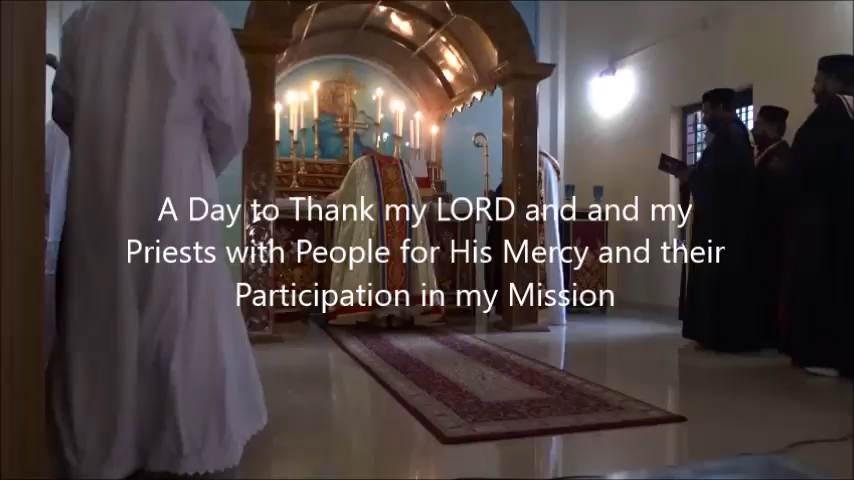 A Day to Thank my LORD and and my
Priests with People for His Mercy and their
Participation in my Mission